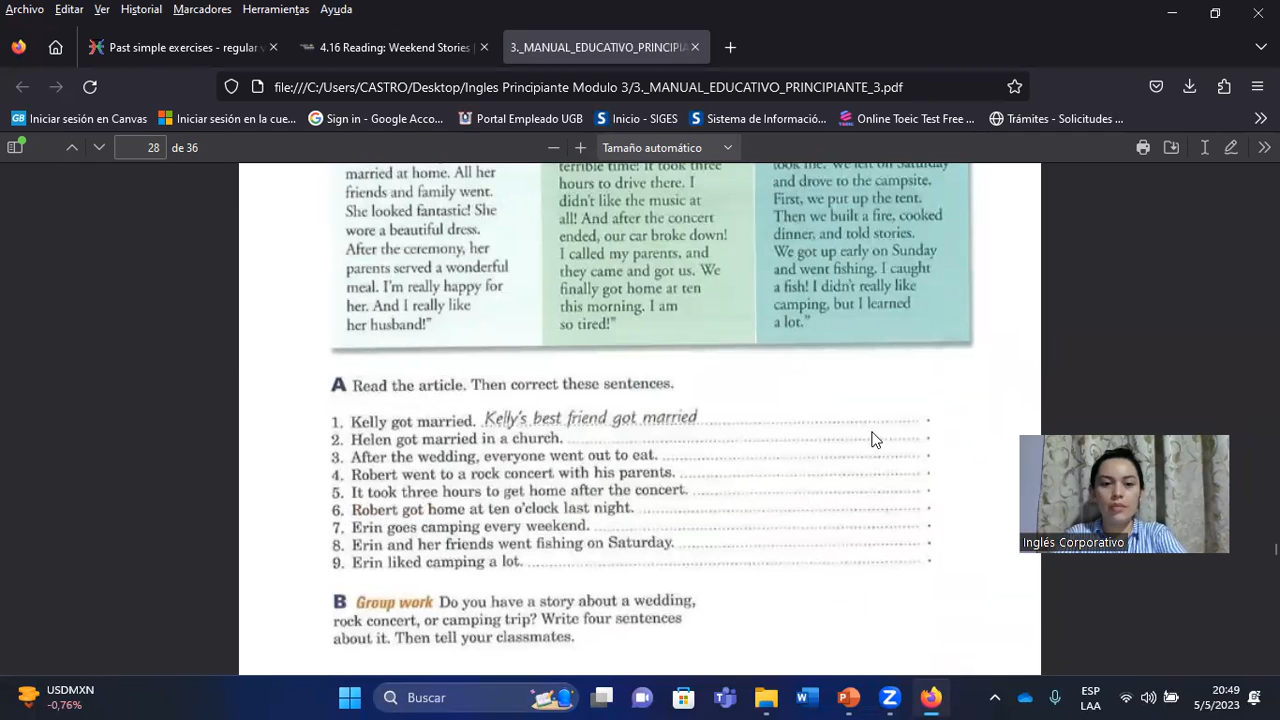 Archivo Editar Ver Historial Marcadores Herramientas Ayuda
Past simple exercises - regular v
4.16 Reading: Weekend Stories |
3._MANUAL_EDUCATIVO_PRINCIPIA
file:///C:/Users/CASTRO/Desktop/Ingles Principiante Modulo 3/3._MANUAL_EDUCATIVO_PRINCIPIANTE_3.pdf
Iniciar sesión en Canvas
Iniciar sesión en la cue...
Sign in - Google Acco...
Portal Empleado UGB
Inicio - SIGES
Sistema de Informació...
Online Toeic Test Free ...
Trámites - Solicitudes ...
28 de 36
Tamaño automático
married at home. All her
friends and family went.
She looked fantastic! She
wore a beautiful dress.
After the ceremony, her
parents served a wonderful
meal. I'm really happy for
her. And I really like
her husband!"
terrible time! It took three
hours to drive there. I
didn't like the music at
all! And after the concert
ended, our car broke down!
I called my parents, and
they came and got us. We
finally got home at ten
this morning. I am
so tired!"
took me. We left on Saturday
and drove to the campsite.
First, we put up the tent.
Then we built a fire, cooked
dinner, and told stories.
We got up early on Sunday
and went fishing. I caught
a fish! I didn't really like
camping, but I learned
a lot."
A Read the article. Then correct these sentences.
1. Kelly got married. Kelly's best friend got married .
2. Helen got married in a church.
3. After the wedding, everyone went out to eat.
4. Robert went to a rock concert with his parents.
5. It took three hours to get home after the concert.
6. Robert got home at ten o'clock last night.
7. Erin goes camping every weekend.
8. Erin and her friends went fishing on Saturday.
9. Erin liked camping a lot.
B Group work Do you have a story about a wedding,
rock concert, or camping trip? Write four sentences
about it. Then tell your classmates.
Inglés Corporativo
USDMXN
-0,76%
Buscar
ESP
LAA
20:49
5/5/2023